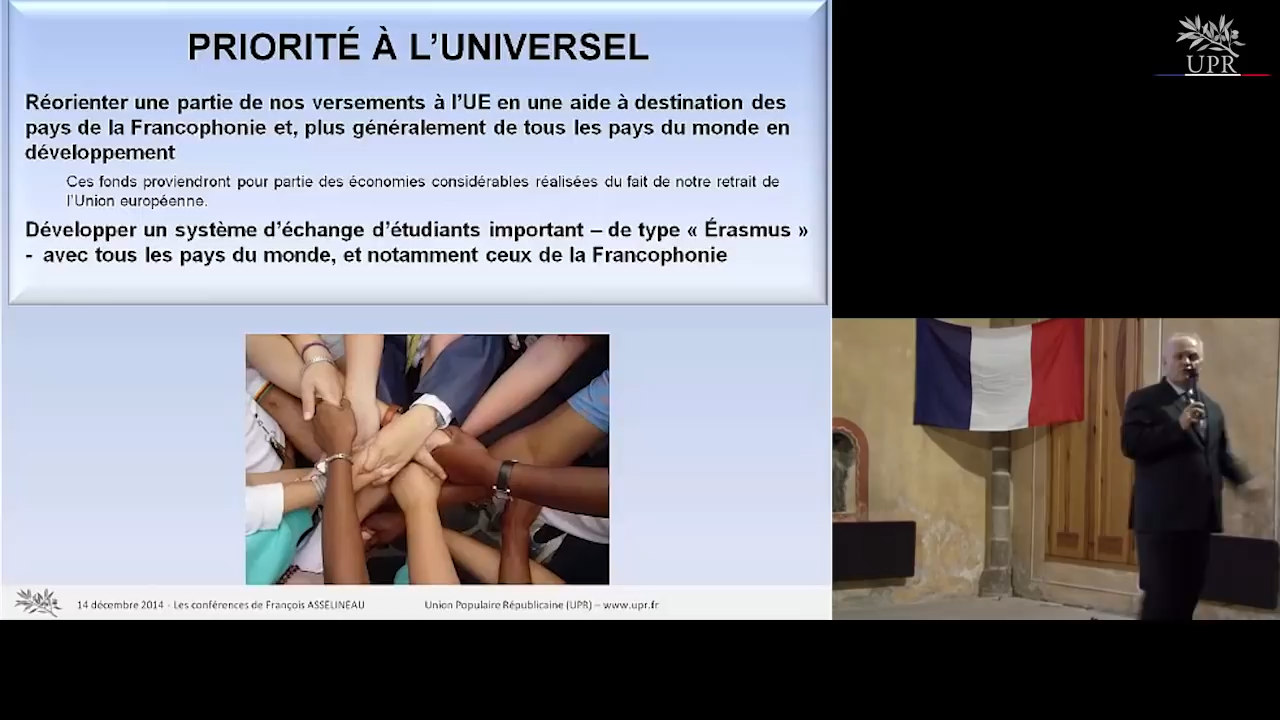 PRIORITÉ À L’UNIVERSEL
Réorienter une partie de nos versements à l’UE en une aide à destination des
pays de la Francophonie et, plus généralement de tous les pays du monde en
développement
Ces fonds proviendront pour partie des économies considérables réalisées du fait de notre retrait de
l’Union européenne.
Développer un système d’échange d’étudiants important – de type « Érasmus »
- avec tous les pays du monde, et notamment ceux de la Francophonie
14 décembre 2014 - Les conférences de François ASSELINEAU
Union Populaire Républicaine (UPR) – www.upr.fr
UPR